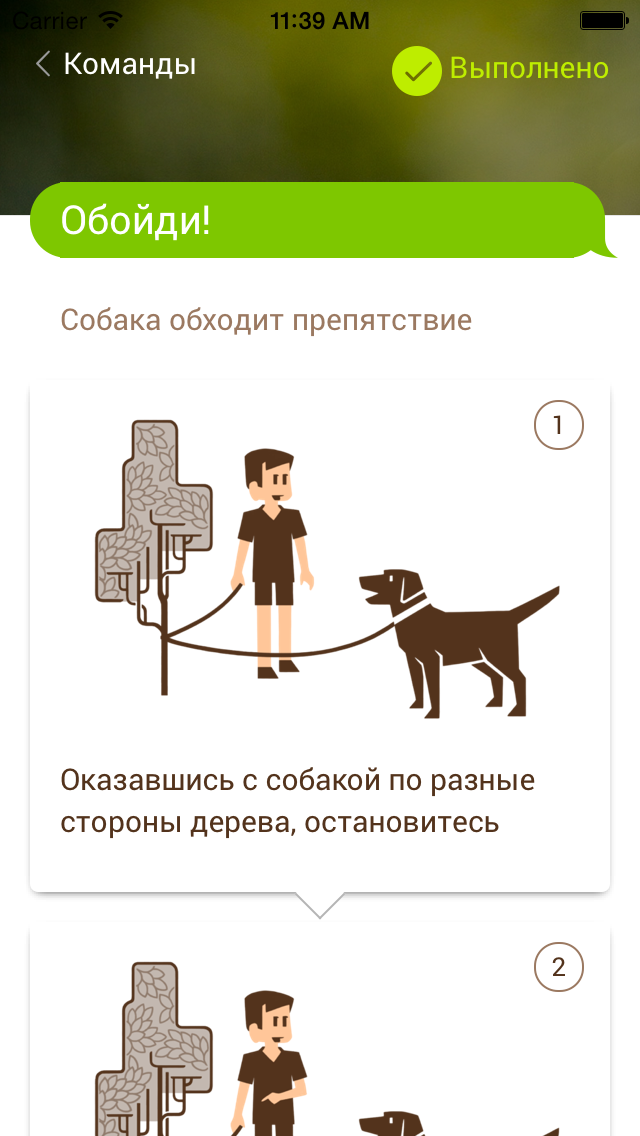 Carrier 11:39 AM
Команды Выполнено
Обойди!
Собака обходит препятствие
1
Оказавшись с собакой по разные
стороны дерева, остановитесь
2